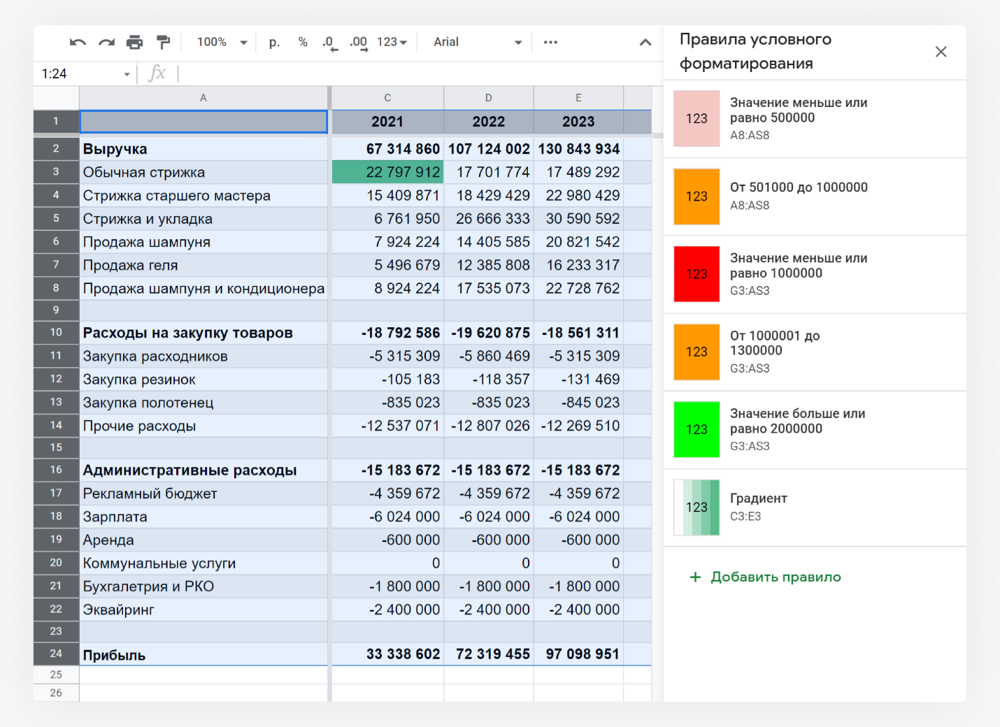 100% р. % .0 .00 123 Arial
1:24 fx
A C D E
1 2021 2022 2023
2 Выручка 67 314 860 107 124 002 130 843 934
3 Обычная стрижка 22 797 912 17 701 774 17 489 292
4 Стрижка старшего мастера 15 409 871 18 429 429 22 980 429
5 Стрижка и укладка 6 761 950 26 666 333 30 590 592
6 Продажа шампуня 7 924 224 14 405 585 20 821 542
7 Продажа геля 5 496 679 12 385 808 16 233 317
8 Продажа шампуня и кондиционера 8 924 224 17 535 073 22 728 762
9
10 Расходы на закупку товаров -18 792 586 -19 620 875 -18 561 311
11 Закупка расходников -5 315 309 -5 860 469 -5 315 309
12 Закупка резинок -105 183 -118 357 -131 469
13 Закупка полотенец -835 023 -835 023 -845 023
14 Прочие расходы -12 537 071 -12 807 026 -12 269 510
15
16 Административные расходы -15 183 672 -15 183 672 -15 183 672
17 Рекламный бюджет -4 359 672 -4 359 672 -4 359 672
18 Зарплата -6 024 000 -6 024 000 -6 024 000
19 Аренда -600 000 -600 000 -600 000
20 Коммунальные услуги 0 0 0
21 Бухгалетрия и РКО -1 800 000 -1 800 000 -1 800 000
22 Эквайринг -2 400 000 -2 400 000 -2 400 000
23
24 Прибыль 33 338 602 72 319 455 97 098 951
25
26
Правила условного
форматирования
123
Значение меньше или
равно 500000
A8:AS8
123
От 501000 до 1000000
A8:AS8
123
Значение меньше или
равно 1000000
G3:AS3
123
От 1000001 до
1300000
G3:AS3
123
Значение больше или
равно 2000000
G3:AS3
123
Градиент
C3:E3
+ Добавить правило